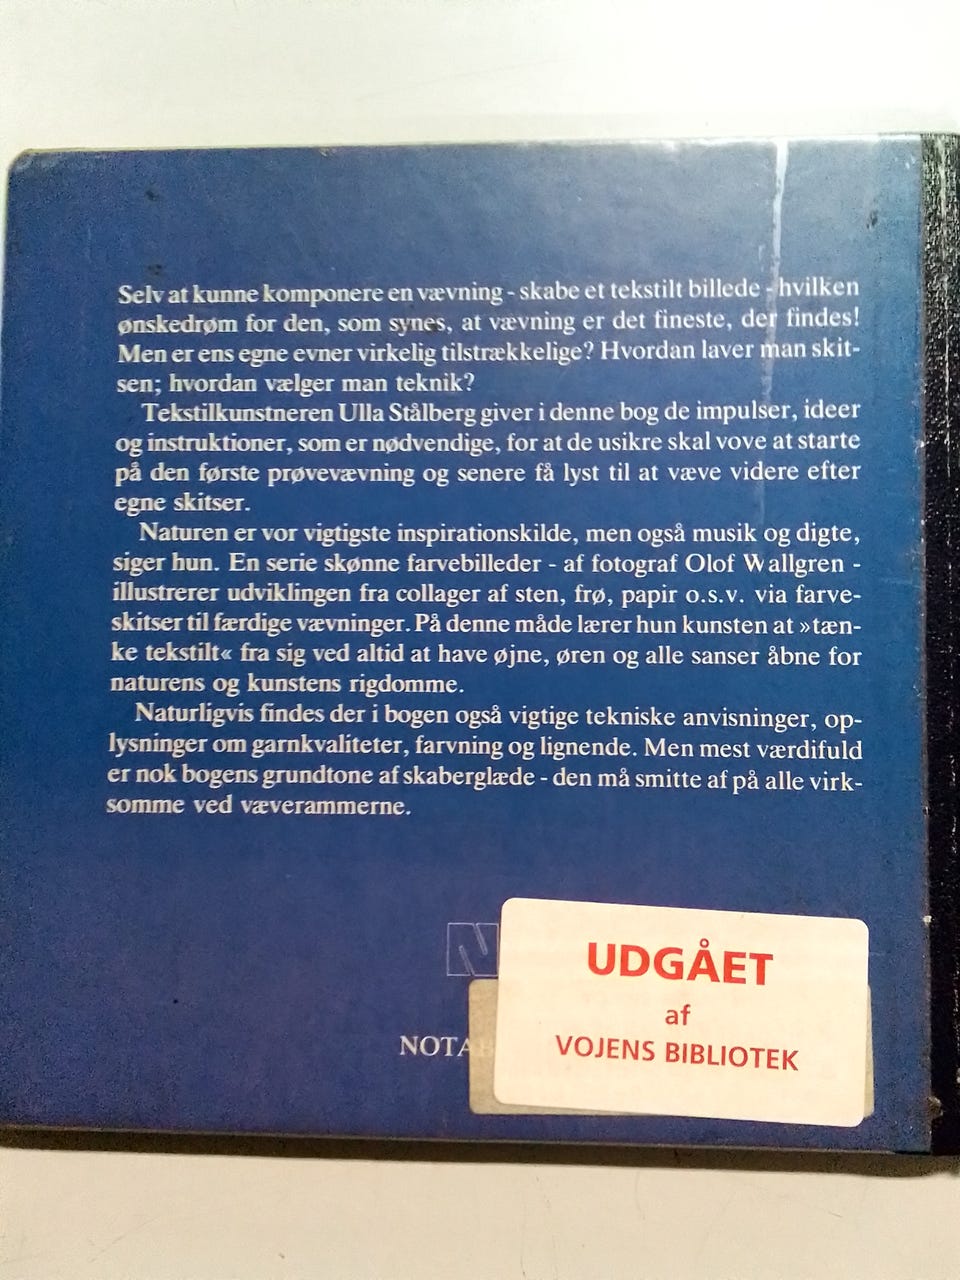 Selv at kunne komponere en vævning - skabe et tekstilt billede - hvilken
ønskedrøm for den, som synes, at vævning er det fineste, der findes!
Men er ens egne evner virkelig tilstrækkelige? Hvordan laver man skit-
sen; hvordan vælger man teknik?
Tekstilkunstneren Ulla Stålberg giver i denne bog de impulser, ideer
og instruktioner, som er nødvendige, for at de usikre skal vove at starte
på den første prøvevævning og senere få lyst til at væve videre efter
egne skitser.
Naturen er vor vigtigste inspirationskilde, men også musik og digte,
siger hun. En serie skønne farvebilleder - af fotograf Olof Wallgren -
illustrerer udviklingen fra collager af sten, frø, papir o.s.v. via farve-
skitser til færdige vævninger. På denne måde lærer hun kunsten at »tæn-
ke tekstilt« fra sig ved altid at have øjne, øren og alle sanser åbne for
naturens og kunstens rigdomme.
Naturligvis findes der i bogen også vigtige tekniske anvisninger, op-
lysninger om garnkvaliteter, farvning og lignende. Men mest værdifuld
er nok bogens grundtone af skaberglæde - den må smitte af på alle virk-
somme ved væverammerne.
N
NOTA
UDGÅET
af
VOJENS BIBLIOTEK